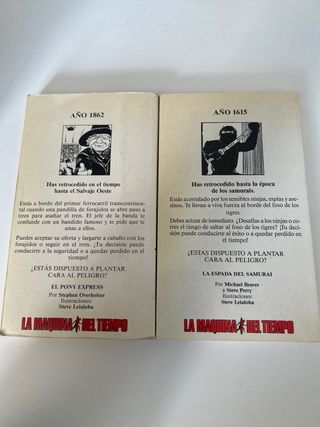 AÑO 1862
Has retrocedido en el tiempo
hasta el Salvaje Oeste
Estás a bordo del primer ferrocarril transcontinen-
tal cuando una pandilla de forajidos se abre paso a
tiros para asaltar el tren. El jefe de la banda te
confunde con un bandido famoso y te pide que te
unas a ellos.
Puedes aceptar su oferta y largarte a caballo con los
forajidos o seguir en el tren. ¡Tu decisión puede
conducirte a la seguridad o a quedar perdido en el
tiempo!
¿ESTÁS DISPUESTO A PLANTAR
CARA AL PELIGRO?
EL PONY EXPRESS
Por Stephen Overholser
Ilustraciones:
Steve Leialoha
LA MAQUINA DEL TIEMPO
AÑO 1615
Has retrocedido hasta la época
de los samurais.
Estás acorralado por los temibles ninjas, espías y ase-
sinos. Te llevan a viva fuerza al borde del foso de los
tigres.
Debes actuar de inmediato. ¿Desafías a los ninjas o co-
rres el riesgo de saltar al foso de los tigres? ¡Tu deci-
sión puede conducirte al éxito o a quedar perdido en
el tiempo!
¿ESTÁS DISPUESTO A PLANTAR
CARA AL PELIGRO?
LA ESPADA DEL SAMURAI
Por Michael Reaves
y Steve Perry
Ilustraciones:
Steve Leialoha
LA MAQUINA DEL TIEMPO